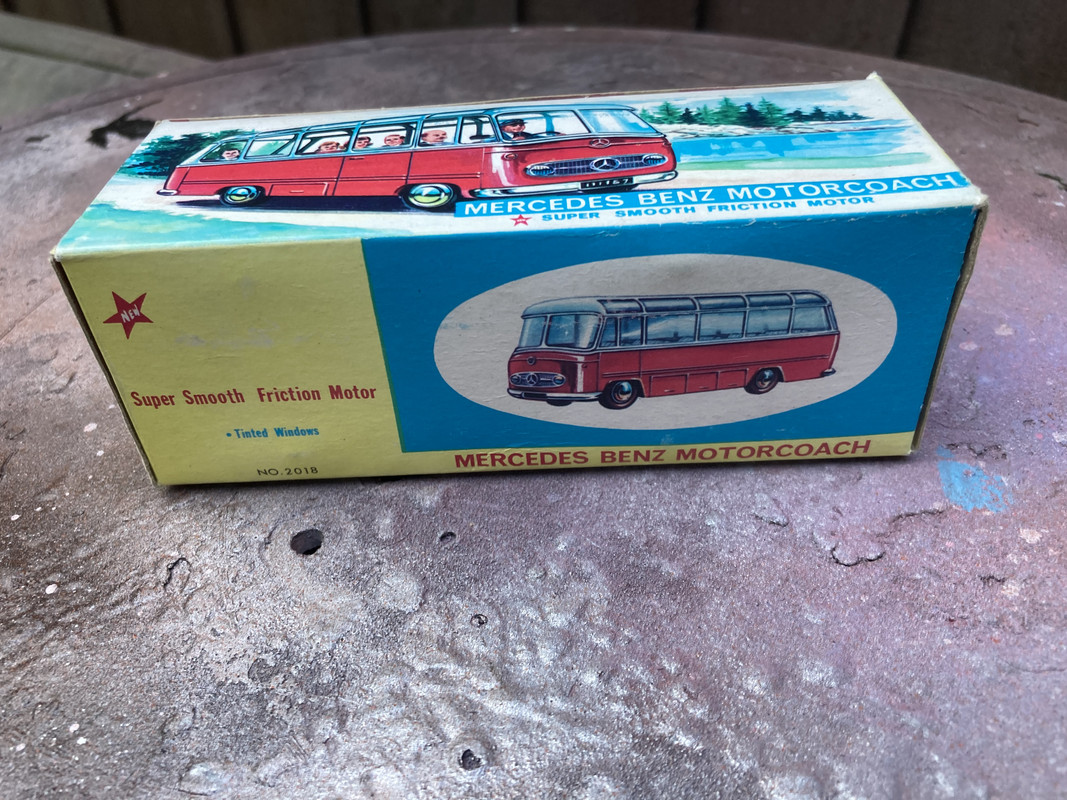 MERCEDES BENZ MOTORCOACH
SUPER SMOOTH FRICTION MOTOR
NEW
Super Smooth Friction Motor
• Tinted Windows
NO.2018
MERCEDES BENZ MOTORCOACH